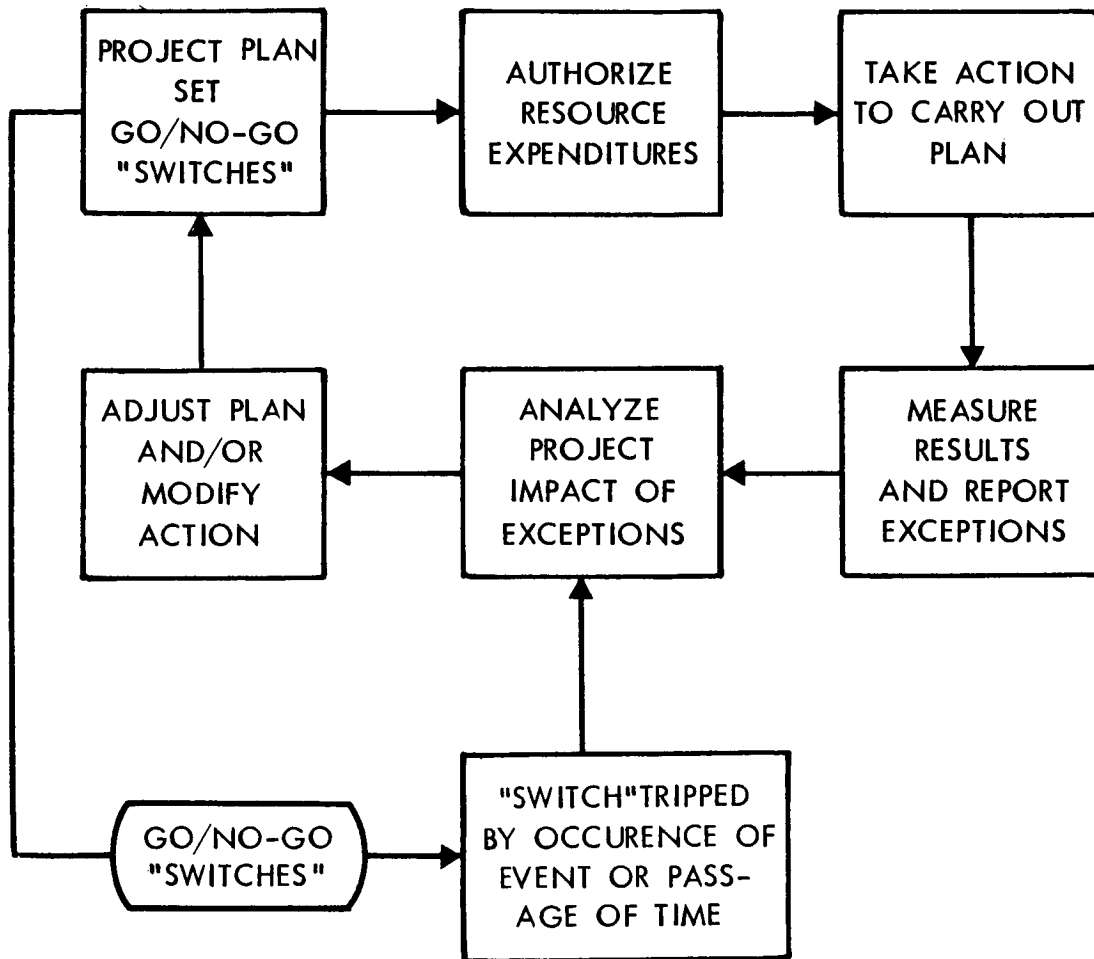 PROJECT PLAN
SET
GO/NO-GO
"SWITCHES"
AUTHORIZE
RESOURCE
EXPENDITURES
TAKE ACTION
TO CARRY OUT
PLAN
ADJUST PLAN
AND/OR
MODIFY
ACTION
ANALYZE
PROJECT
IMPACT OF
EXCEPTIONS
MEASURE
RESULTS
AND REPORT
EXCEPTIONS
GO/NO-GO
"SWITCHES"
"SWITCH"TRIPPED
BY OCCURENCE OF
EVENT OR PASS-
AGE OF TIME